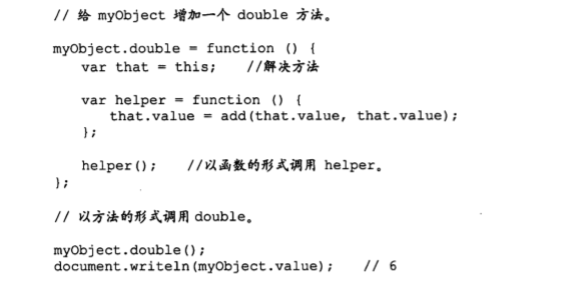 // 给 myObject 增加一个 double 方法。
myObject.double = function () {
var that = this; //解决方法
var helper = function () {
that.value = add(that.value, that.value);
};
helper(); //以函数的形式调用 helper。
};
// 以方法的形式调用 double。
myObject.double();
document.writeln(myObject.value); // 6